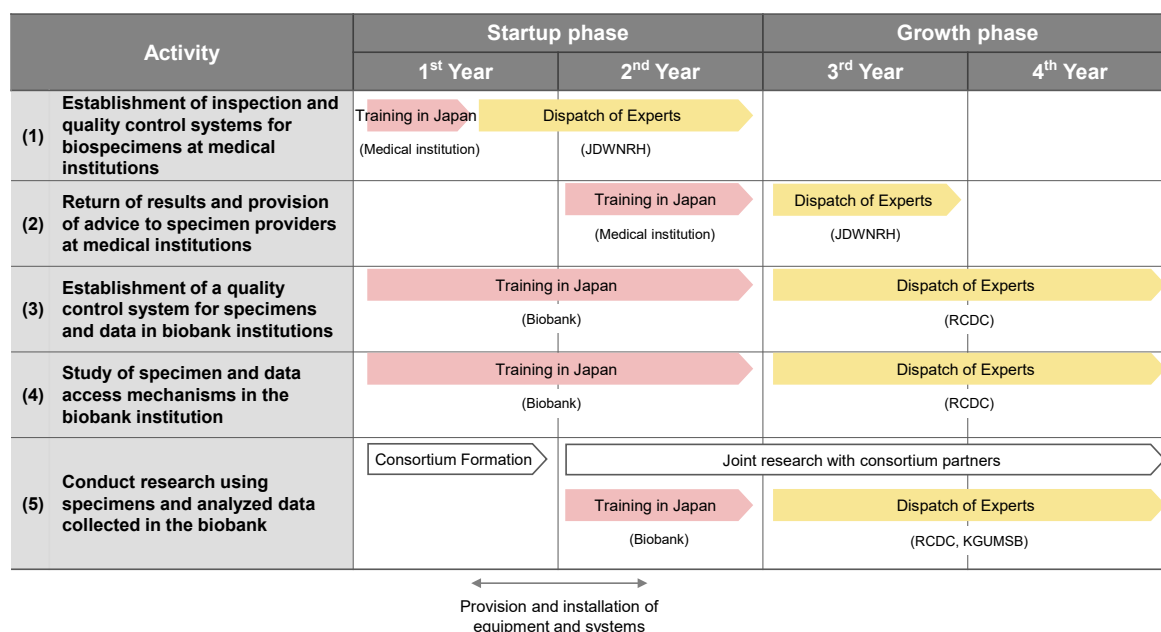 Activity
Startup phase
Growth phase
1st Year
2nd Year
3rd Year
4th Year
(1)
Establishment of inspection and
quality control systems for
biospecimens at medical
institutions
Training in Japan
Dispatch of Experts
(Medical institution)
(JDWNRH)
(2)
Return of results and provision
of advice to specimen providers
at medical institutions
Training in Japan
Dispatch of Experts
(Medical institution)
(JDWNRH)
(3)
Establishment of a quality
control system for specimens
and data in biobank institutions
Training in Japan
Dispatch of Experts
(Biobank)
(RCDC)
(4)
Study of specimen and data
access mechanisms in the
biobank institution
Training in Japan
Dispatch of Experts
(Biobank)
(RCDC)
(5)
Conduct research using
specimens and analyzed data
collected in the biobank
Consortium Formation
Joint research with consortium partners
Training in Japan
Dispatch of Experts
(Biobank)
(RCDC, KGUMSB)
Provision and installation of
equipment and systems